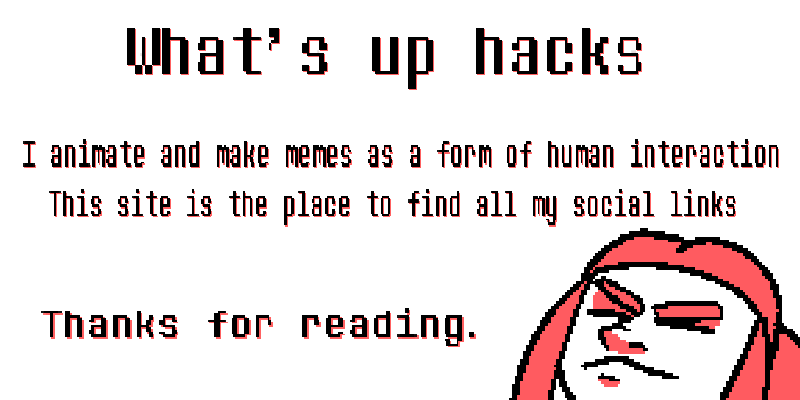 What's up hacks
I animate and make memes as a form of human interaction
This site is the place to find all my social links
Thanks for reading.